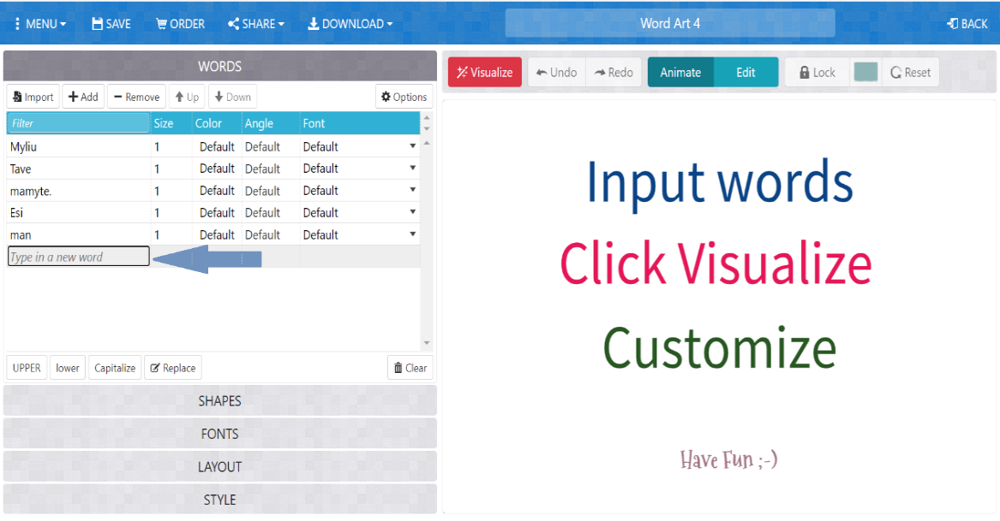 MENU SAVE ORDER SHARE DOWNLOAD Word Art 4 BACK
WORDS
Import Add Remove Up Down Options
Filter Size Color Angle Font
Myliu 1 Default Default Default
Tave 1 Default Default Default
mamyte. 1 Default Default Default
Esi 1 Default Default Default
man 1 Default Default Default
Type in a new word
UPPER lower Capitalize Replace Clear
SHAPES
FONTS
LAYOUT
STYLE
Visualize Undo Redo Animate Edit Lock Reset
Input words
Click Visualize
Customize
Have Fun ;-)